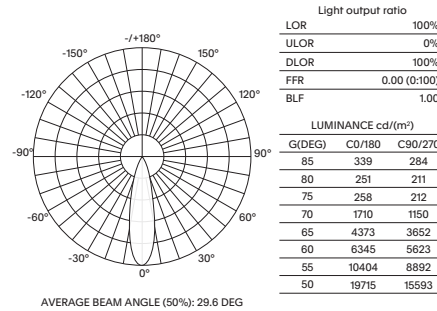 -/+180°
-150° 150°
-120° 120°
-90° 90°
-60° 60°
-30° 30°
0°
AVERAGE BEAM ANGLE (50%): 29.6 DEG
Light output ratio
LOR 100%
ULOR 0%
DLOR 100%
FFR 0.00 (0:100)
BLF 1.00
LUMINANCE cd/(m²)
G(DEG) C0/180 C90/270
85 339 284
80 251 211
75 258 212
70 1710 1150
65 4373 3652
60 6345 5623
55 10404 8892
50 19715 15593